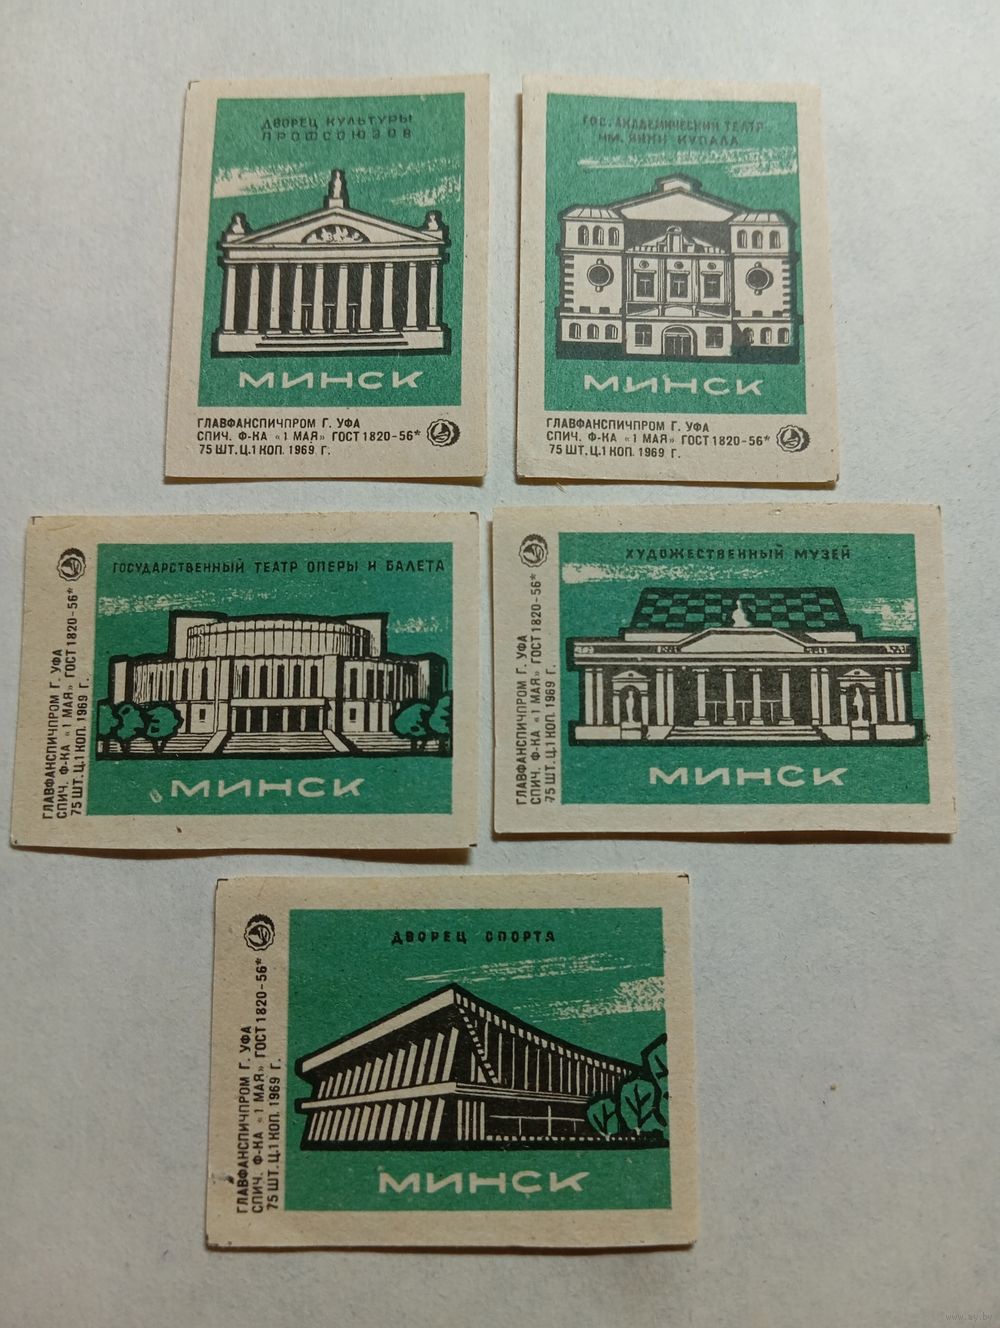 ДВОРЕЦ КУЛЬТУРЫ
ПРОФСОЮЗОВ
МИНСК
ГЛАВФАНСПИЧПРОМ Г. УФА
СПИЧ. Ф-КА «1 МАЯ» ГОСТ 1820-56*
75 ШТ. Ц. 1 КОП. 1969 Г.
ГОС. АКАДЕМИЧЕСКИЙ ТЕАТР
ИМ. ЯНКИ КУПАЛА
МИНСК
ГЛАВФАНСПИЧПРОМ Г. УФА
СПИЧ. Ф-КА «1 МАЯ» ГОСТ 1820-56*
75 ШТ. Ц. 1 КОП. 1969 Г.
ГОСУДАРСТВЕННЫЙ ТЕАТР ОПЕРЫ И БАЛЕТА
МИНСК
ГЛАВФАНСПИЧПРОМ Г. УФА
СПИЧ. Ф-КА «1 МАЯ» ГОСТ 1820-56*
75 ШТ. Ц. 1 КОП. 1969 Г.
ХУДОЖЕСТВЕННЫЙ МУЗЕЙ
МИНСК
ГЛАВФАНСПИЧПРОМ Г. УФА
СПИЧ. Ф-КА «1 МАЯ» ГОСТ 1820-56*
75 ШТ. Ц. 1 КОП. 1969 Г.
ДВОРЕЦ СПОРТА
МИНСК
ГЛАВФАНСПИЧПРОМ Г. УФА
СПИЧ. Ф-КА «1 МАЯ» ГОСТ 1820-56*
75 ШТ. Ц. 1 КОП. 1969 Г.
www.ay.by